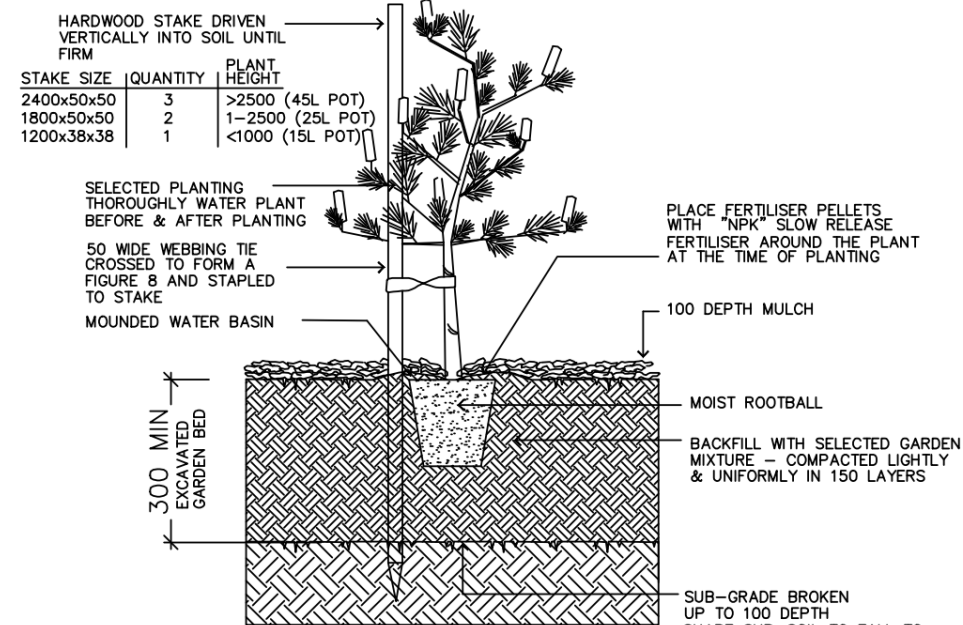 HARDWOOD STAKE DRIVEN
VERTICALLY INTO SOIL UNTIL
FIRM
STAKE SIZE QUANTITY PLANT HEIGHT
2400x50x50 3 >2500 (45L POT)
1800x50x50 2 1-2500 (25L POT)
1200x38x38 1 <1000 (15L POT)
SELECTED PLANTING
THOROUGHLY WATER PLANT
BEFORE & AFTER PLANTING
50 WIDE WEBBING TIE
CROSSED TO FORM A
FIGURE 8 AND STAPLED
TO STAKE
MOUNDED WATER BASIN
300 MIN
EXCAVATED
GARDEN BED
PLACE FERTILISER PELLETS
WITH "NPK" SLOW RELEASE
FERTILISER AROUND THE PLANT
AT THE TIME OF PLANTING
100 DEPTH MULCH
MOIST ROOTBALL
BACKFILL WITH SELECTED GARDEN
MIXTURE – COMPACTED LIGHTLY
& UNIFORMLY IN 150 LAYERS
SUB-GRADE BROKEN
UP TO 100 DEPTH